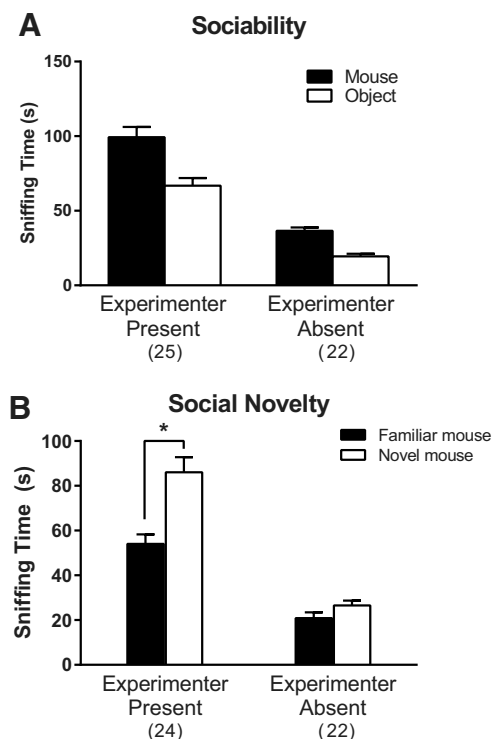 A
Sociability
150
100
50
0
Sniffing Time (s)
Mouse
Object
Experimenter
Present
(25)
Experimenter
Absent
(22)
B
Social Novelty
100
80
60
40
20
0
Sniffing Time (s)
Familiar mouse
Novel mouse
*
Experimenter
Present
(24)
Experimenter
Absent
(22)